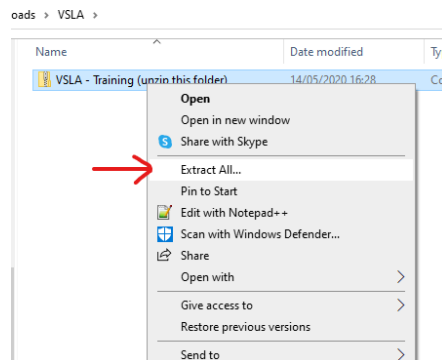 oads > VSLA >
Name Date modified Ty
VSLA - Training (unzip this folder) 14/05/2020 16:28 Co
Open
Open in new window
Share with Skype
Extract All...
Pin to Start
Edit with Notepad++
Scan with Windows Defender...
Share
Open with
Give access to
Restore previous versions
Send to